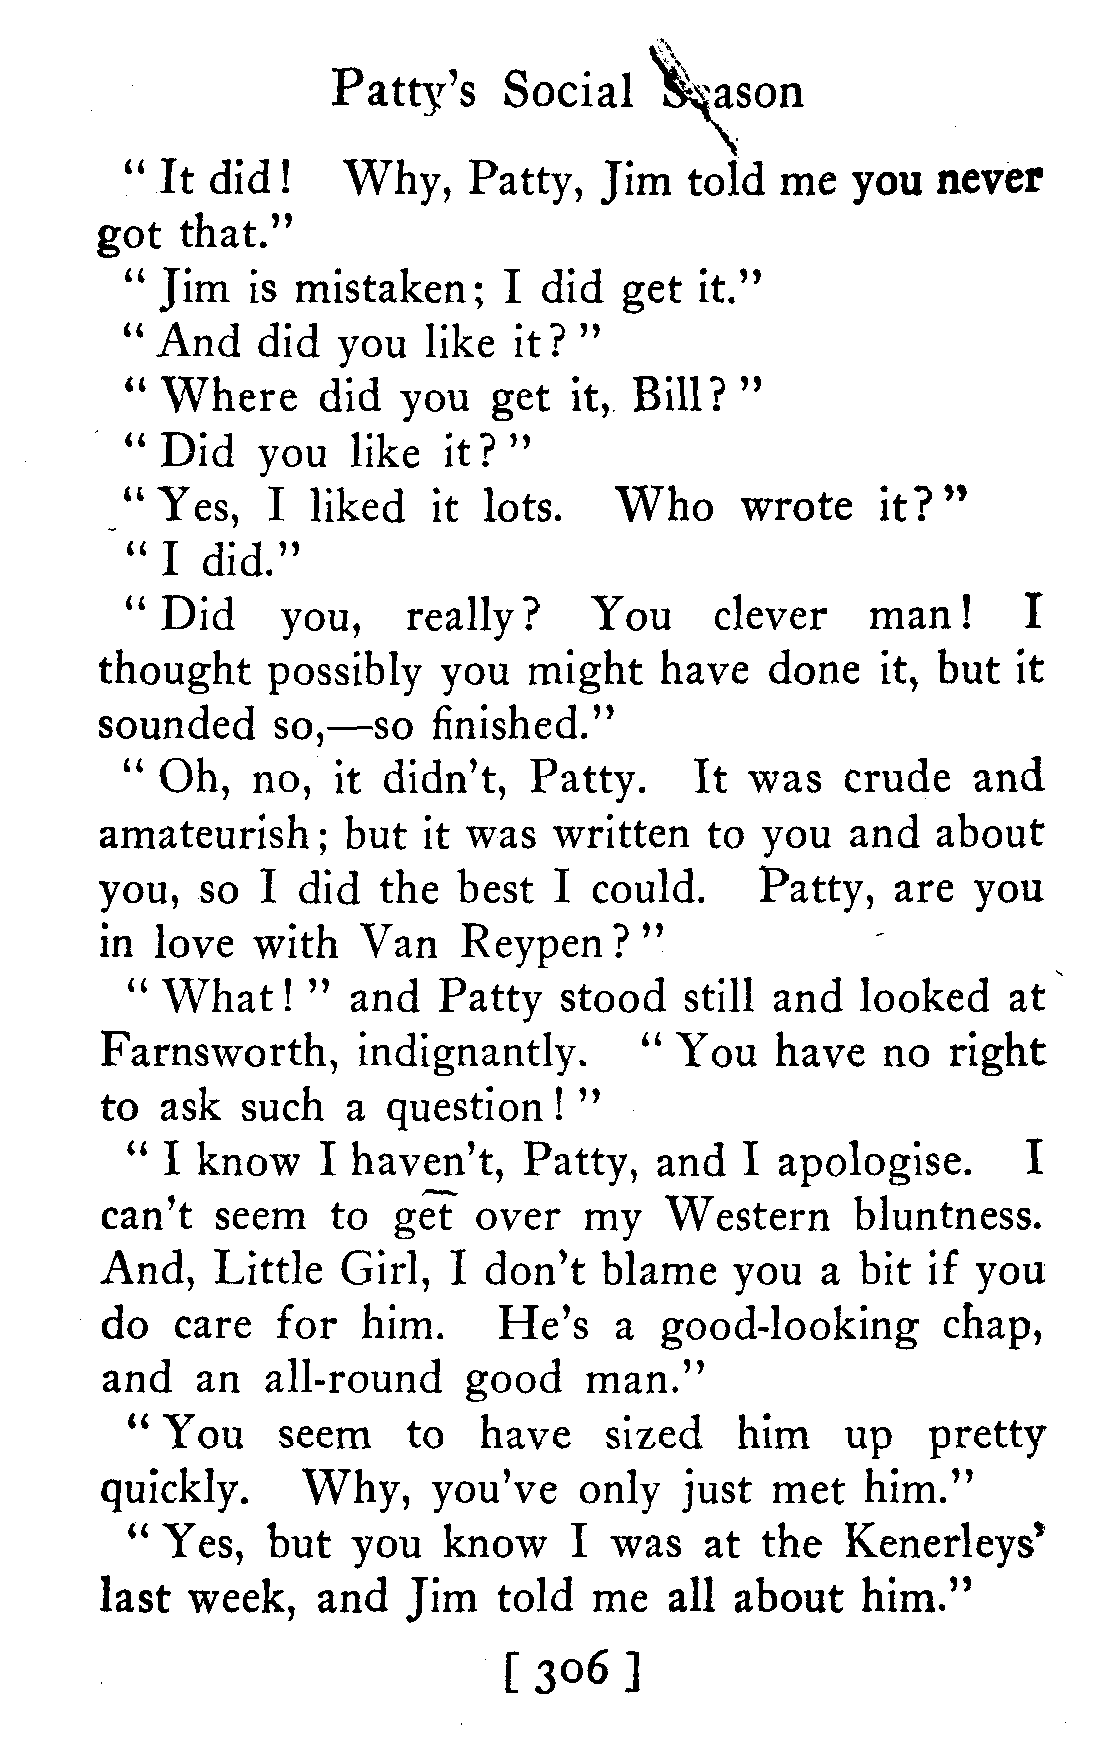 Patty's Social Season
" It did! Why, Patty, Jim told me you never
got that."
" Jim is mistaken; I did get it."
" And did you like it? "
" Where did you get it, Bill? "
" Did you like it? "
" Yes, I liked it lots. Who wrote it? "
" I did."
" Did you, really? You clever man! I
thought possibly you might have done it, but it
sounded so,—so finished."
" Oh, no, it didn't, Patty. It was crude and
amateurish; but it was written to you and about
you, so I did the best I could. Patty, are you
in love with Van Reypen? "
" What! " and Patty stood still and looked at
Farnsworth, indignantly. " You have no right
to ask such a question! "
" I know I haven't, Patty, and I apologise. I
can't seem to get over my Western bluntness.
And, Little Girl, I don't blame you a bit if you
do care for him. He's a good-looking chap,
and an all-round good man."
" You seem to have sized him up pretty
quickly. Why, you've only just met him."
" Yes, but you know I was at the Kenerleys'
last week, and Jim told me all about him."
[ 306 ]